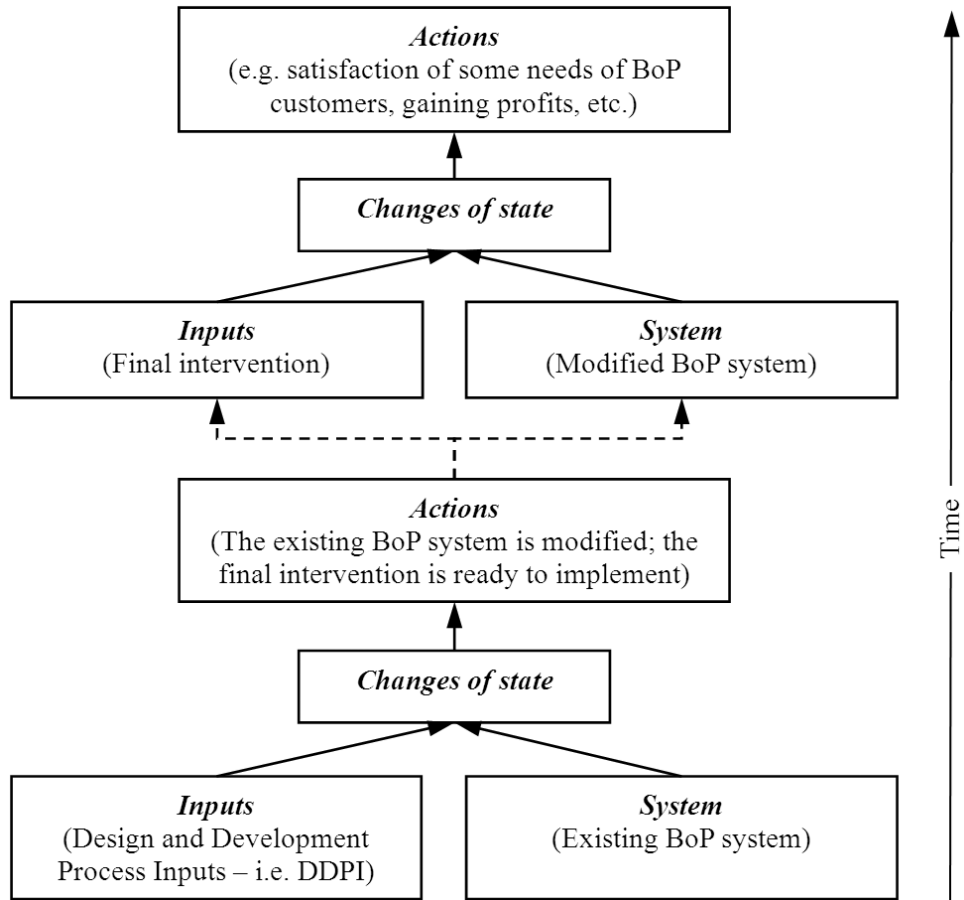 Actions
(e.g. satisfaction of some needs of BoP
customers, gaining profits, etc.)
Changes of state
Inputs
(Final intervention)
System
(Modified BoP system)
Actions
(The existing BoP system is modified; the
final intervention is ready to implement)
Changes of state
Inputs
(Design and Development
Process Inputs – i.e. DDPI)
System
(Existing BoP system)
Time